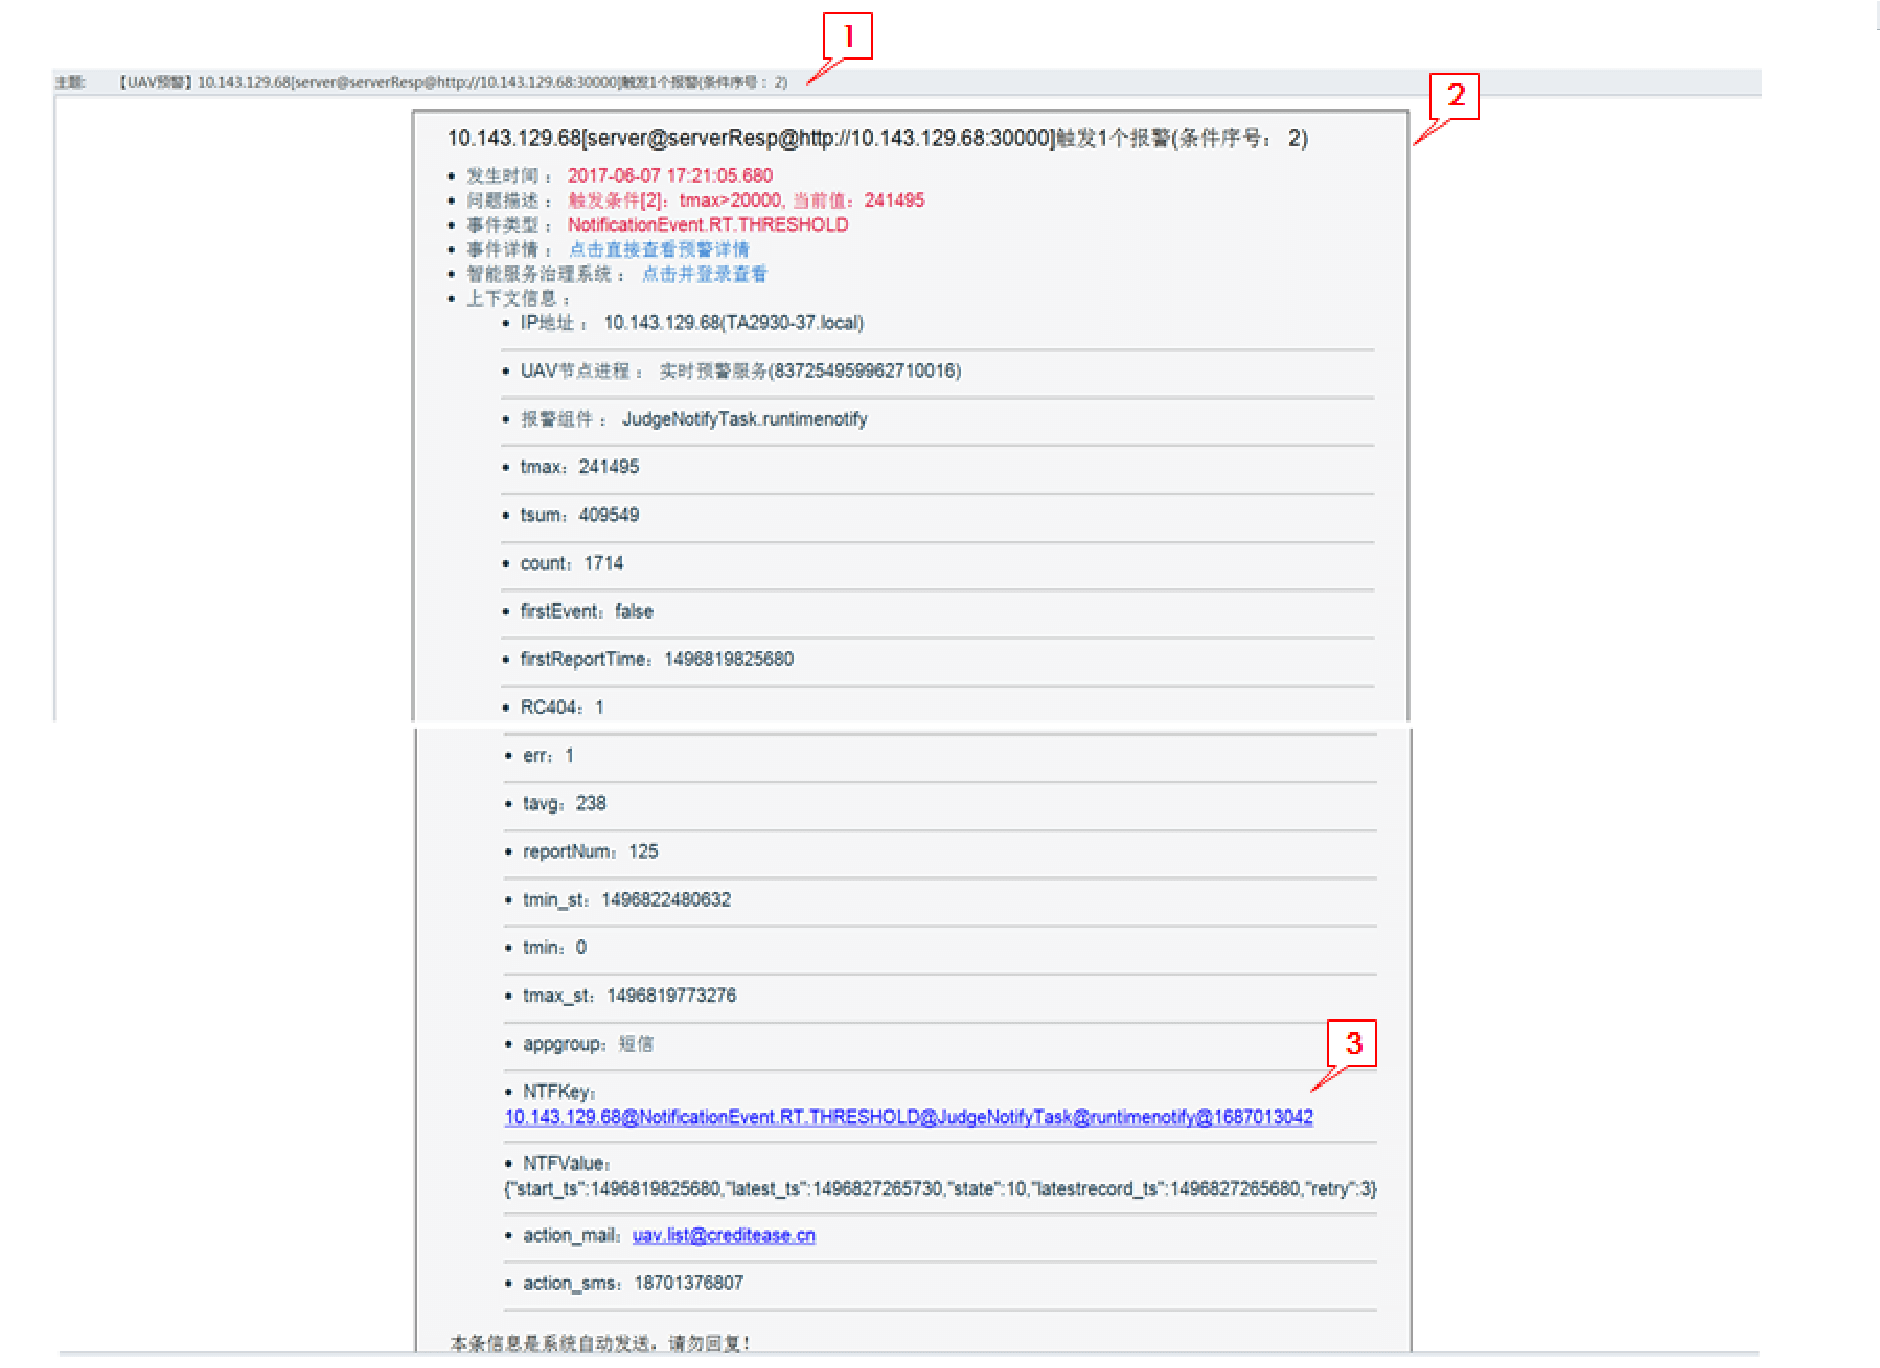 1
主题: 【UAV预警】10.143.129.68[server@serverResp@http://10.143.129.68:30000]触发1个报警(条件序号： 2)
2
10.143.129.68[server@serverResp@http://10.143.129.68:30000]触发1个报警(条件序号： 2)
• 发生时间： 2017-06-07 17:21:05.680
• 问题描述： 触发条件[2]：tmax>20000, 当前值：241495
• 事件类型： NotificationEvent.RT.THRESHOLD
• 事件详情： 点击直接查看预警详情
• 智能服务治理系统： 点击并登录查看
• 上下文信息：
• IP地址： 10.143.129.68(TA2930-37.local)
• UAV节点进程： 实时预警服务(837254959962710016)
• 报警组件： JudgeNotifyTask.runtimenotify
• tmax：241495
• tsum：409549
• count：1714
• firstEvent：false
• firstReportTime：1496819825680
• RC404：1
• err：1
• tavg：238
• reportNum：125
• tmin_st：1496822480632
• tmin：0
• tmax_st：1496819773276
• appgroup：短信
3
• NTFKey：
10.143.129.68@NotificationEvent.RT.THRESHOLD@JudgeNotifyTask@runtimenotify@1687013042
• NTFValue：
{"start_ts":1496819825680,"latest_ts":1496827265730,"state":10,"latestrecord_ts":1496827265680,"retry":3}
• action_mail：uav.list@creditease.cn
• action_sms：18701376807
本条信息是系统自动发送，请勿回复！